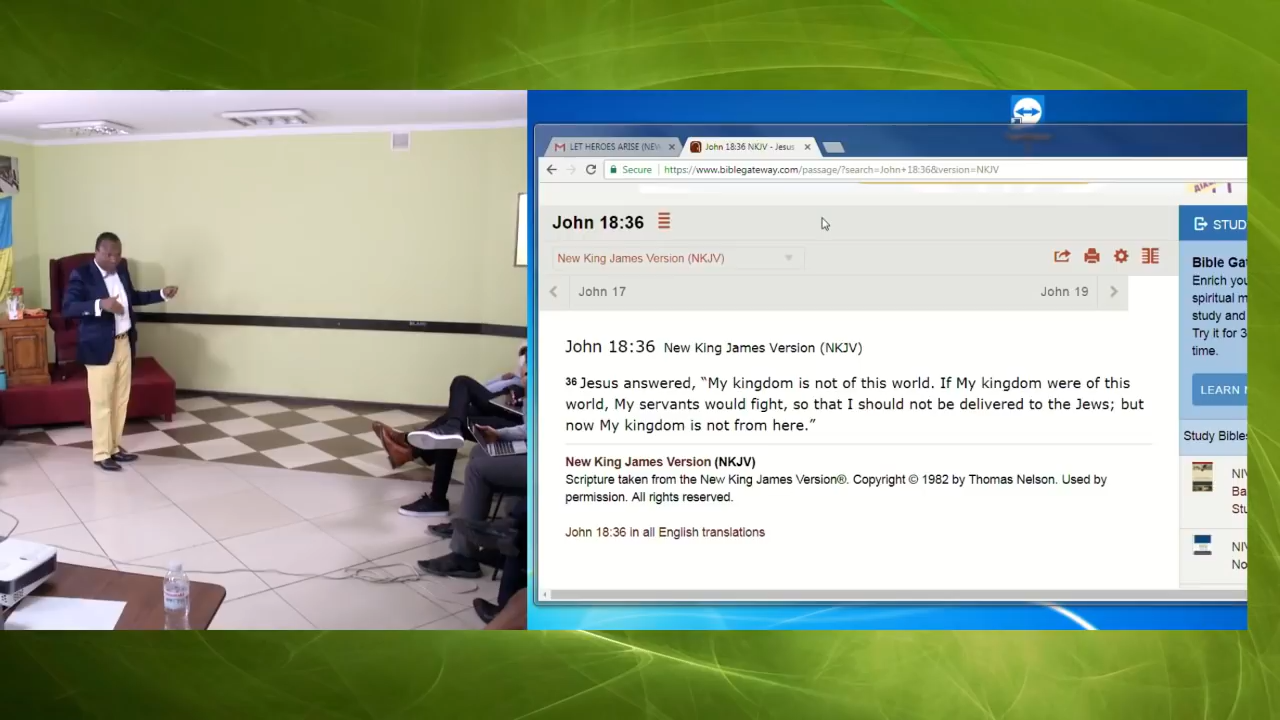 LET HEROES ARISE (NEW
John 18:36 NKJV - Jesus
Secure
https://www.biblegateway.com/passage/?search=John+18:36&version=NKJV
John 18:36
STUD
New King James Version (NKJV)
John 17
John 19
Bible Gat
Enrich you
spiritual m
study and
Try it for 3
time.
LEARN M
John 18:36 New King James Version (NKJV)
36 Jesus answered, “My kingdom is not of this world. If My kingdom were of this
world, My servants would fight, so that I should not be delivered to the Jews; but
now My kingdom is not from here.”
New King James Version (NKJV)
Scripture taken from the New King James Version®. Copyright © 1982 by Thomas Nelson. Used by
permission. All rights reserved.
John 18:36 in all English translations
Study Bibles
NIV
Ba
Stu
NIV
No